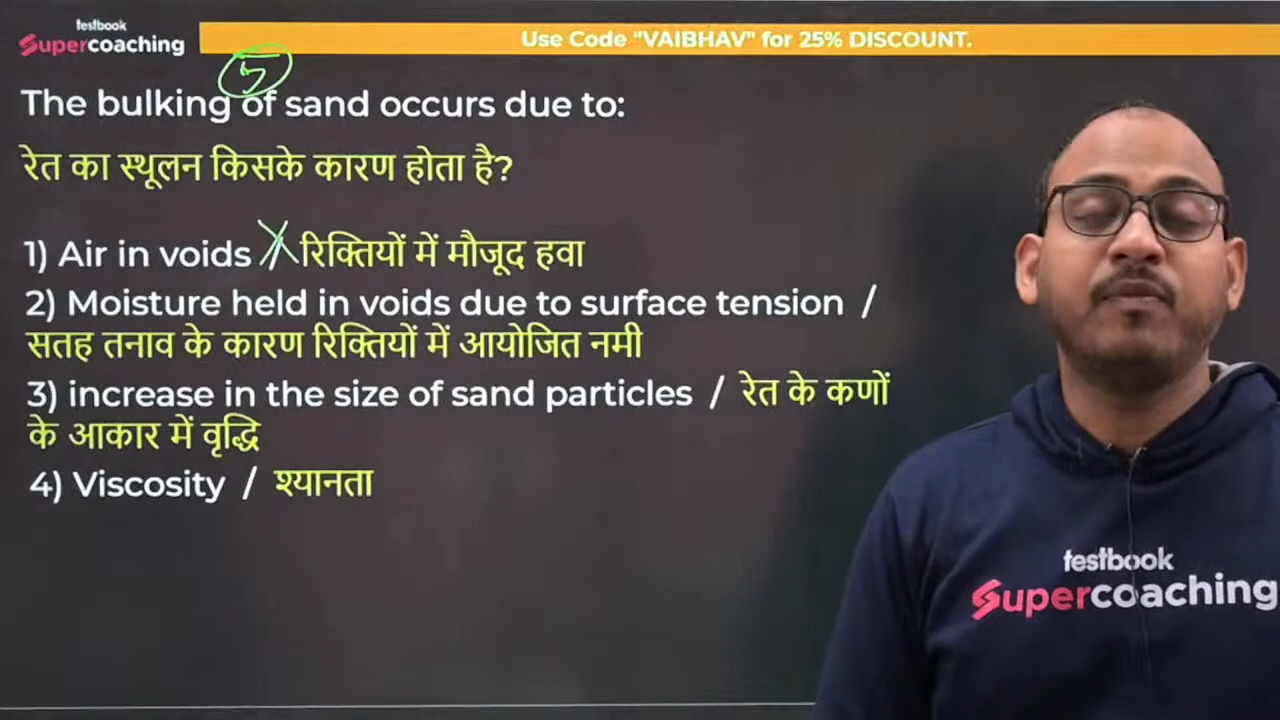 testbook
Supercoaching
Use Code "VAIBHAV" for 25% DISCOUNT.
5
The bulking of sand occurs due to:
रेत का स्थूलन किसके कारण होता है?
1) Air in voids X रिक्तियों में मौजूद हवा
2) Moisture held in voids due to surface tension /
सतह तनाव के कारण रिक्तियों में आयोजित नमी
3) increase in the size of sand particles / रेत के कणों
के आकार में वृद्धि
4) Viscosity / श्यानता
testbook
Supercoaching